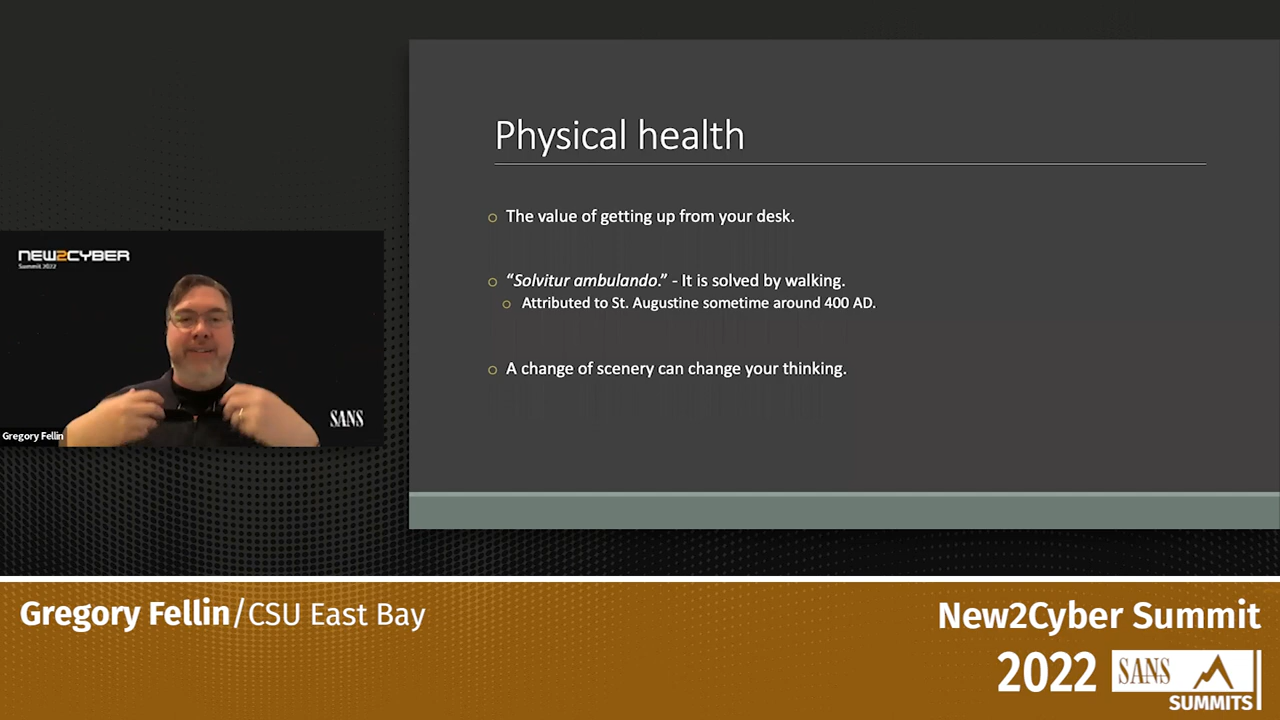 Physical health
The value of getting up from your desk.
“Solvitur ambulando.” - It is solved by walking.
Attributed to St. Augustine sometime around 400 AD.
A change of scenery can change your thinking.
NEW2CYBER
Summit 2022
SANS
Gregory Fellin
Gregory Fellin/CSU East Bay
New2Cyber Summit
2022
SANS
SUMMITS